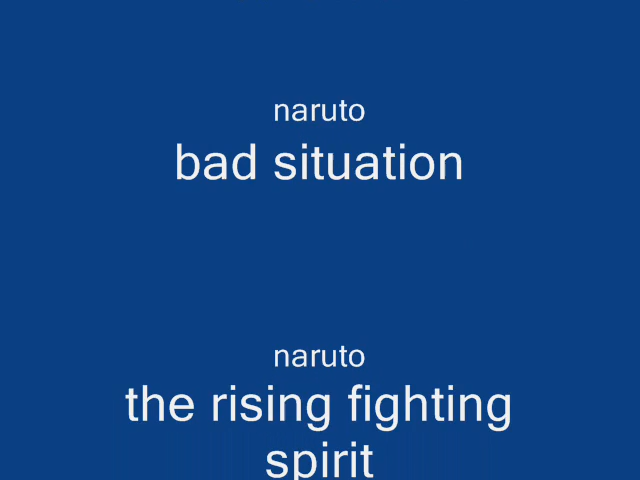 naruto
bad situation
naruto
the rising fighting
spirit